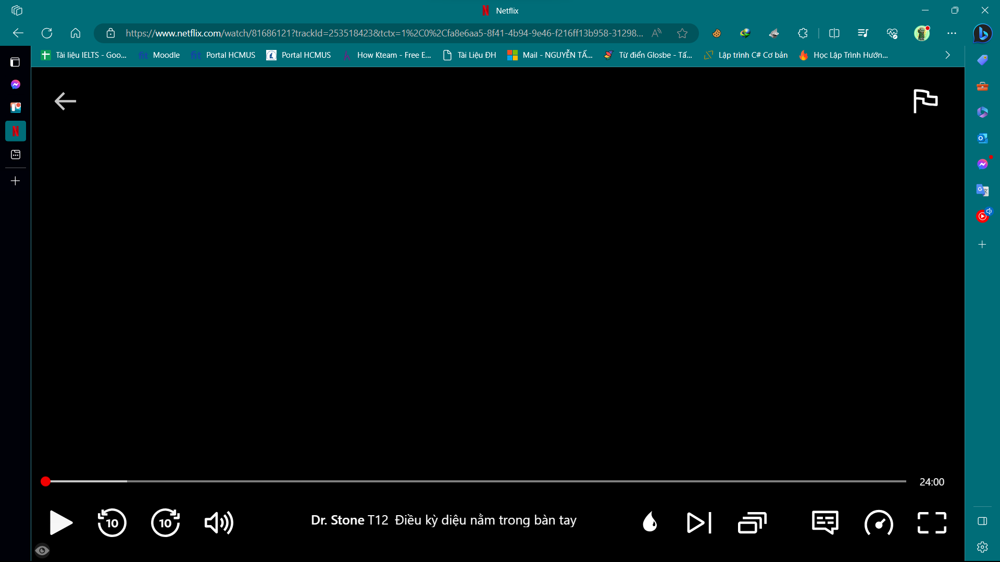 Netflix
https://www.netflix.com/watch/81686121?trackId=253518423&tctx=1%2C0%2Cfa8e6aa5-8f41-4b94-9e46-f216ff13b958-31298...
Tài liệu IELTS - Goo...
Moodle
Portal HCMUS
Portal HCMUS
How Kteam - Free E...
Tài Liệu ĐH
Mail - NGUYỄN TẤ...
Từ điển Glosbe - Tấ...
Lập trình C# Cơ bản
Học Lập Trình Hướn...
24:00
10
10
Dr. Stone T12 Điều kỳ diệu nằm trong bàn tay